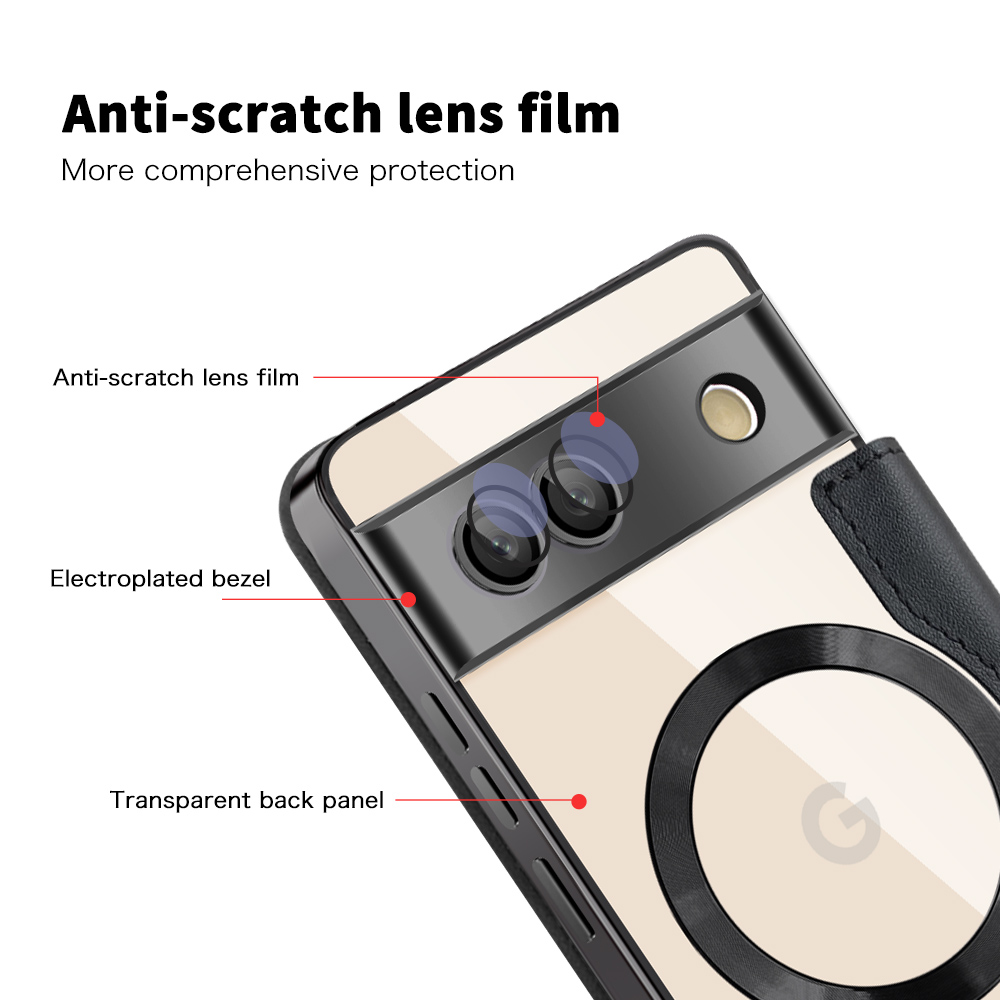 Anti-scratch lens film
More comprehensive protection
Anti-scratch lens film
Electroplated bezel
Transparent back panel
G